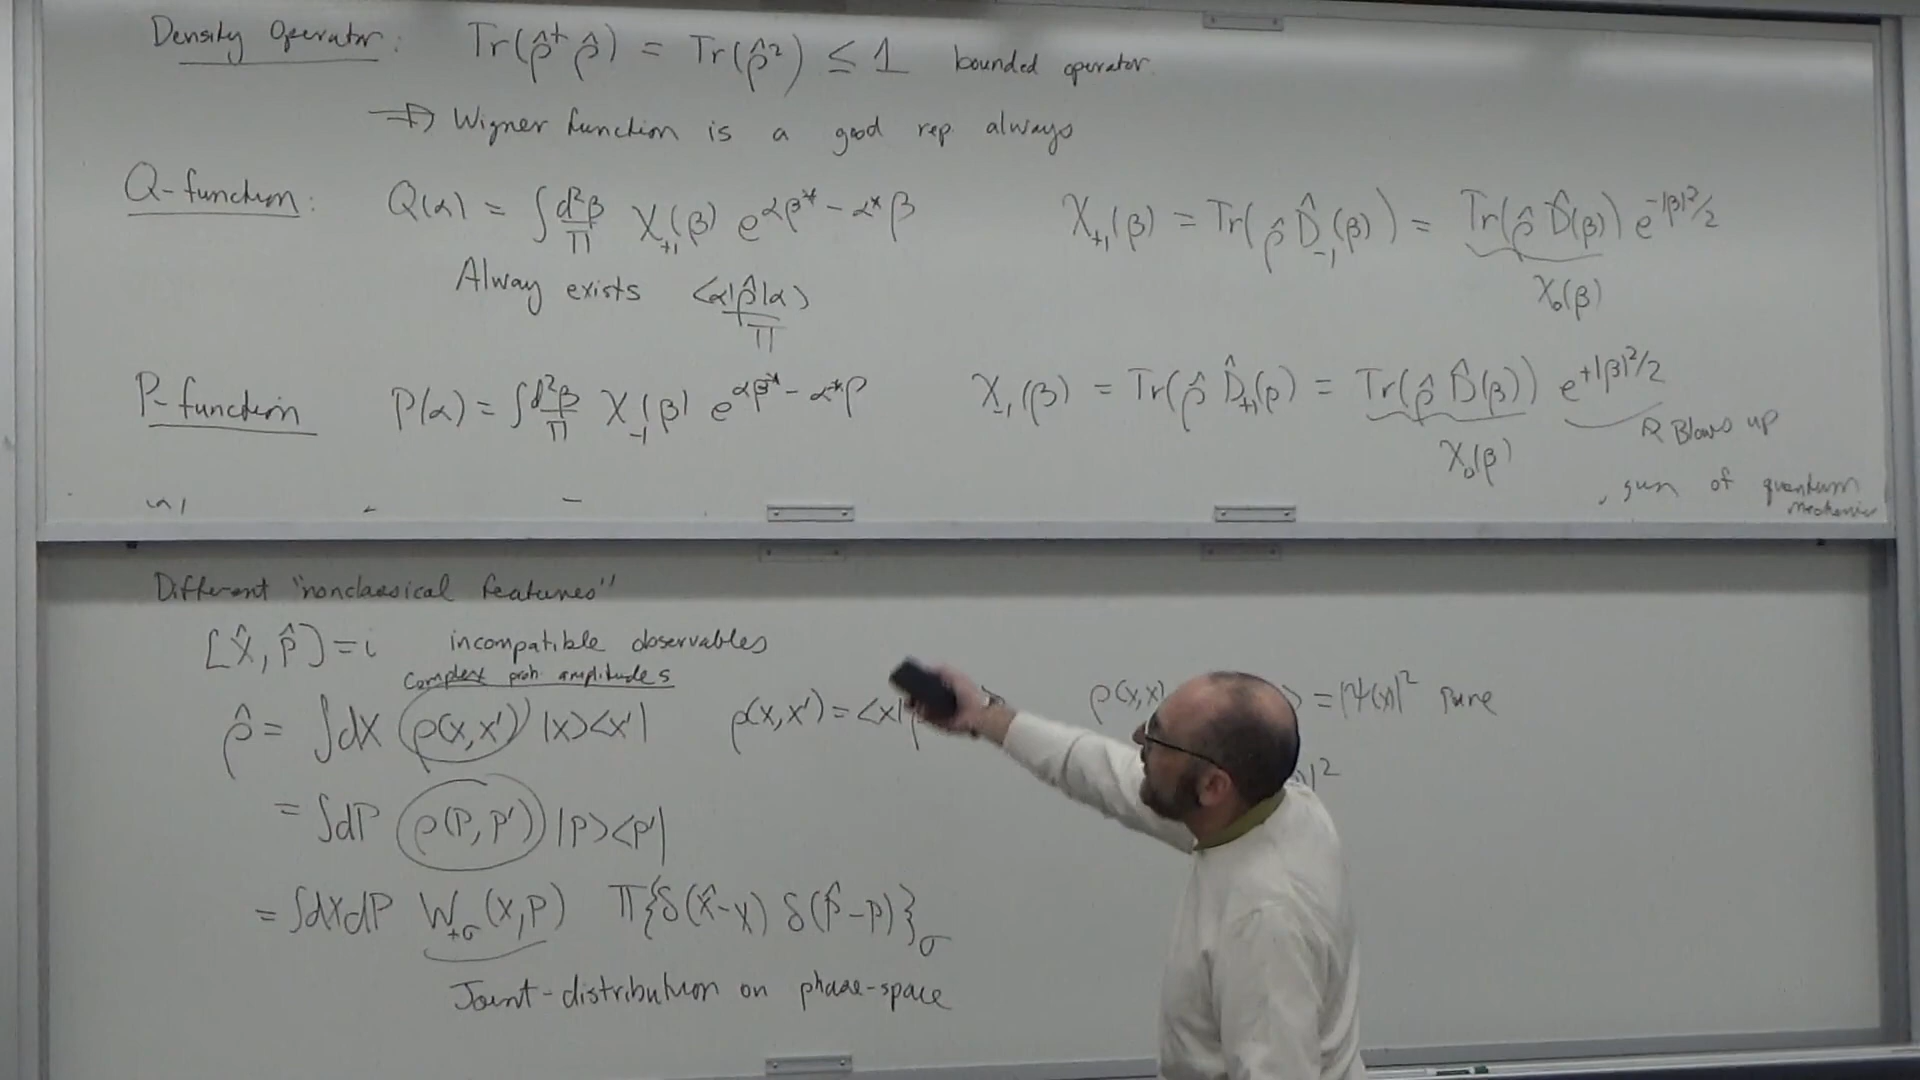 Density Operator: Tr(ρ̂† ρ̂) = Tr(ρ̂²) ≤ 1 bounded operator
⇒ Wigner function is a good rep always
Q-function: Q(α) = ∫ d²β/π χ₊₁(β) e^{αβ* - α*β} χ₊₁(β) = Tr(ρ̂ D̂₋₁(β)) = Tr(ρ̂ D̂(β)) e^{-|β|²/2}
Alway exists <α|ρ̂|α>/π χ₀(β)
P-function P(α) = ∫ d²β/π χ₋₁(β) e^{αβ* - α*β} χ₋₁(β) = Tr(ρ̂ D̂₊₁(β)) = Tr(ρ̂ D̂(β)) e^{+|β|²/2}
χ₀(β) Blows up
of quantum
mechanics
Different "nonclassical features"
[X̂, P̂] = i incompatible observables
Complex prob. amplitudes
ρ̂ = ∫dX ρ(x,x') |x><x'| ρ(x,x') = <x|ρ ρ(x,x) > = |ψ(x)|² Pure
= ∫dP ρ(P,P') |P><P'| |²
= ∫dXdP W₊σ(X,P) π{δ(X̂-X) δ(P̂-P)}σ
Joint-distribution on phase-space